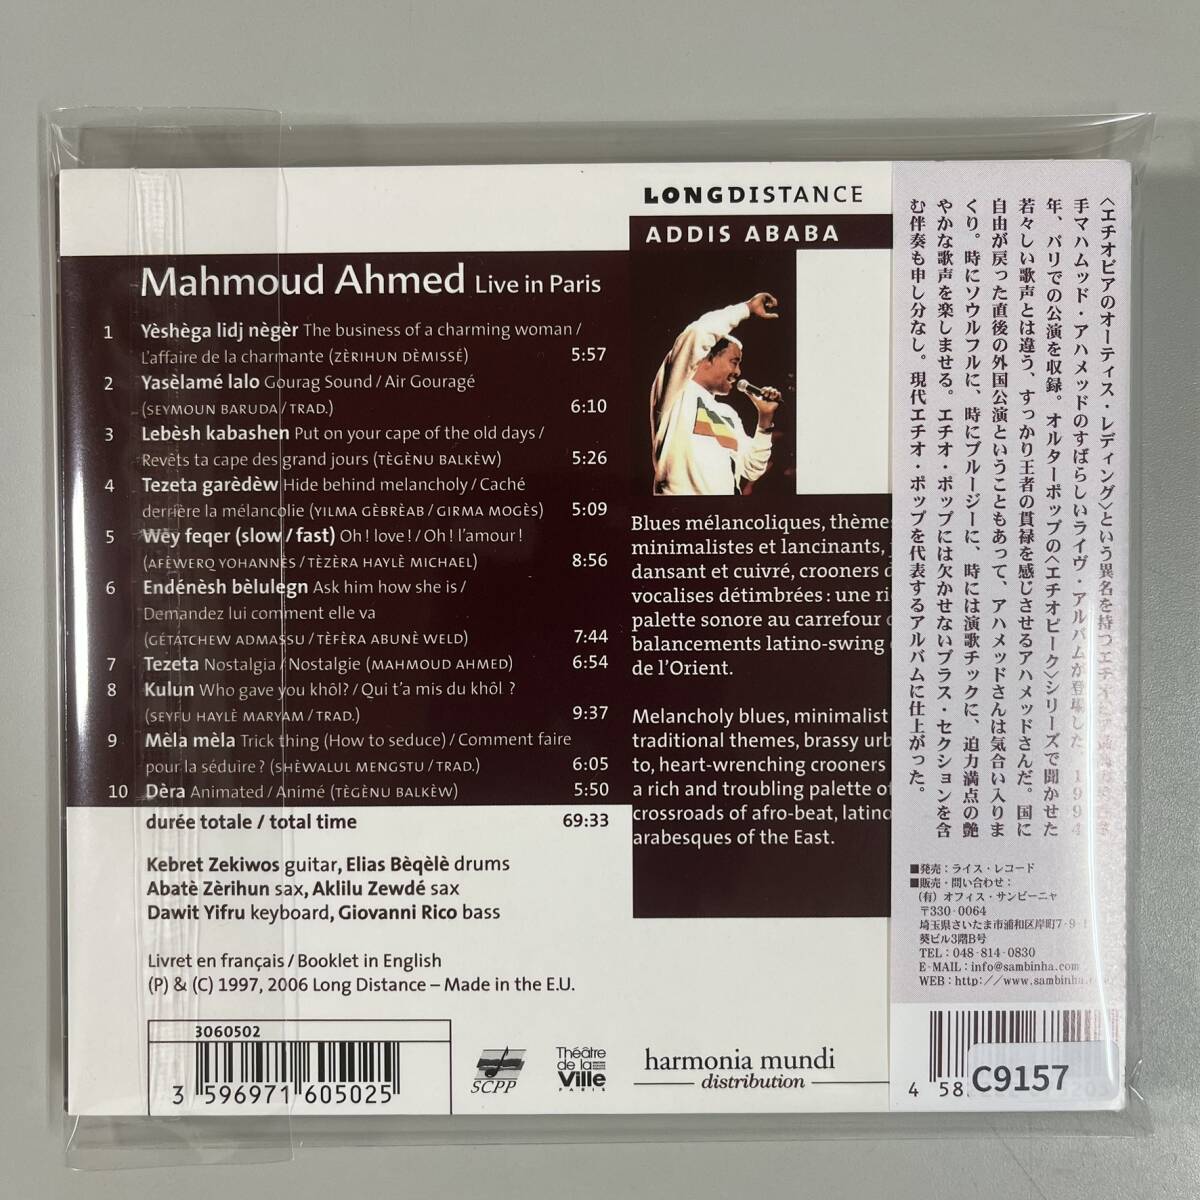 LONGDISTANCE
ADDIS ABABA
Mahmoud Ahmed Live in Paris
1 Yèshèga lidj nègèr The business of a charming woman /
L'affaire de la charmante (ZÈRIHUN DÈMISSÉ) 5:57
2 Yasèlamé lalo Gourag Sound / Air Gouragé
(SEYMOUN BARUDA / TRAD.) 6:10
3 Lebèsh kabashen Put on your cape of the old days /
Revêts ta cape des grand jours (TÈGÈNU BALKÈW) 5:26
4 Tezeta garèdèw Hide behind melancholy / Caché
derrière la mélancolie (YILMA GÈBRÈAB / GIRMA MOGÈS) 5:09
5 Wèy feqer (slow / fast) Oh! love! / Oh! l'amour!
(AFÈWERQ YOHANNÈS / TÈZÈRA HAYLÈ MICHAEL) 8:56
6 Endénèsh bèlulegn Ask him how she is /
Demandez lui comment elle va
(GÉTATCHEW ADMASSU / TÈFÈRA ABUNÈ WELD) 7:44
7 Tezeta Nostalgia / Nostalgie (MAHMOUD AHMED) 6:54
8 Kulun Who gave you khôl? / Qui t'a mis du khôl ?
(SEYFU HAYLÈ MARYAM / TRAD.) 9:37
9 Mèla mèla Trick thing (How to seduce) / Comment faire
pour la séduire ? (SHÈWALUL MENGSTU / TRAD.) 6:05
10 Dèra Animated / Animé (TÈGÈNU BALKÈW) 5:50
durée totale / total time 69:33
Kebret Zekiwos guitar, Elias Bèqèlè drums
Abatè Zèrihun sax, Aklilu Zewdé sax
Dawit Yifru keyboard, Giovanni Rico bass
Livret en français / Booklet in English
(P) & (C) 1997, 2006 Long Distance – Made in the E.U.
3060502
3 596971 605025
SCPP
Théâtre
de la
Ville
PARIS
harmonia mundi
distribution
Blues mélancoliques, thèmes
minimalistes et lancinants,
dansant et cuivré, crooners
vocalises détimbrées : une
palette sonore au carrefour
balancements latino-swing
de l'Orient.
Melancholy blues, minimalist
traditional themes, brassy
to, heart-wrenching crooners
a rich and troubling palette
crossroads of afro-beat, latino
arabesques of the East.
〈エチオピアのオーティス・レディング〉という異名を持つエチオ
手マハムッド・アハメッドのすばらしいライヴ・アルバムが登場した。1994
年、パリでの公演を収録。オルターポップの〈エチオピーク〉シリーズで聞かせた
若々しい歌声とは違う、すっかり王者の貫禄を感じさせるアハメッドさんだ。国に
自由が戻った直後の外国公演ということもあって、アハメッドさんは気合い入りま
くり。時にソウルフルに、時にブルージーに、時には演歌チックに、迫力満点の艶
やかな歌声を楽しませる。エチオ・ポップには欠かせないブラス・セクションを含
む伴奏も申し分なし。現代エチオ・ポップを代表するアルバムに仕上がった。
■発売：ライス・レコード
■販売・問い合わせ：
(有) オフィス・サンビーニャ
〒330-0064
埼玉県さいたま市浦和区岸町7-9-1
葵ビル3階B号
TEL：048-814-0830
E-MAIL：info@sambinha.com
WEB：http://www.sambinha.
4 58
C9157